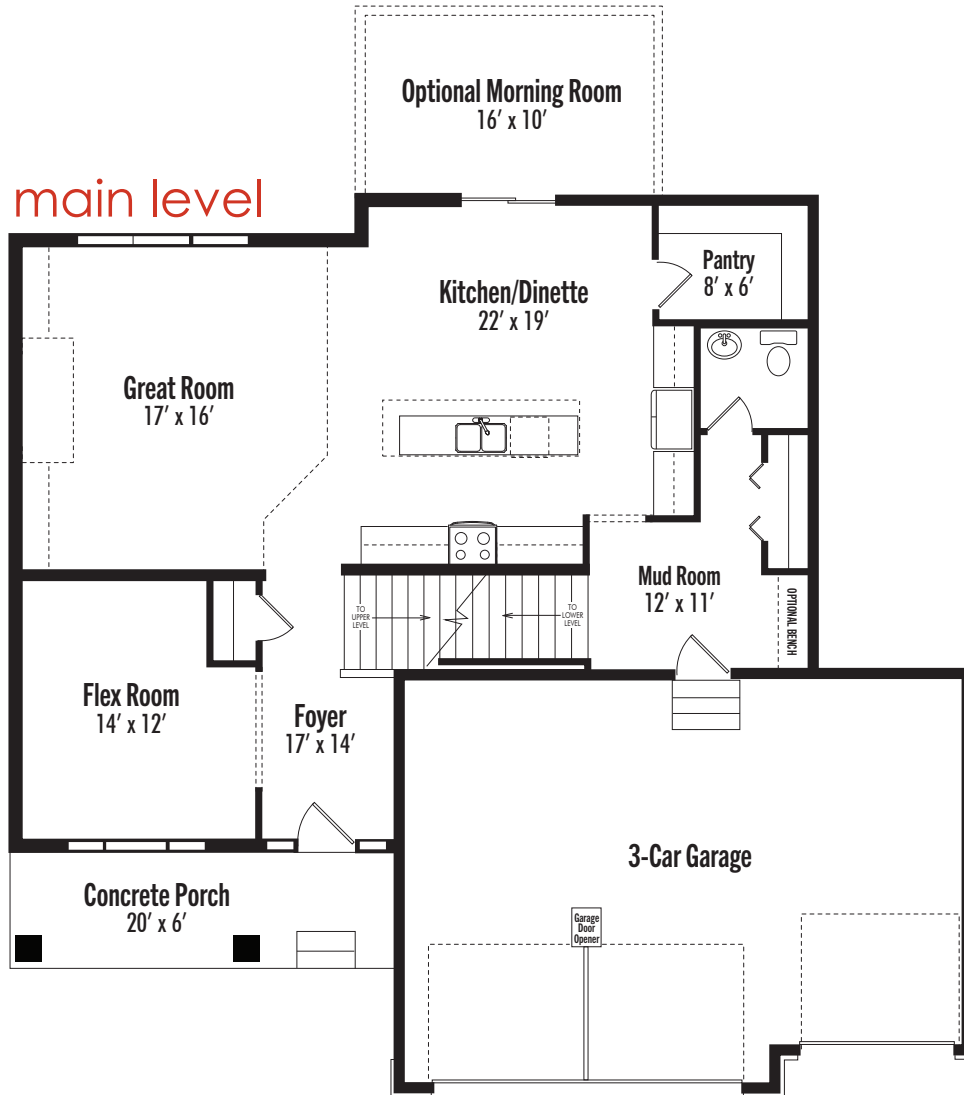 Optional Morning Room
16′ x 10′
main level
Pantry
8′ x 6′
Kitchen/Dinette
22′ x 19′
Great Room
17′ x 16′
Mud Room
12′ x 11′
OPTIONAL BENCH
TO
UPPER
LEVEL
TO
LOWER
LEVEL
Flex Room
14′ x 12′
Foyer
17′ x 14′
3-Car Garage
Concrete Porch
20′ x 6′
Garage
Door
Opener